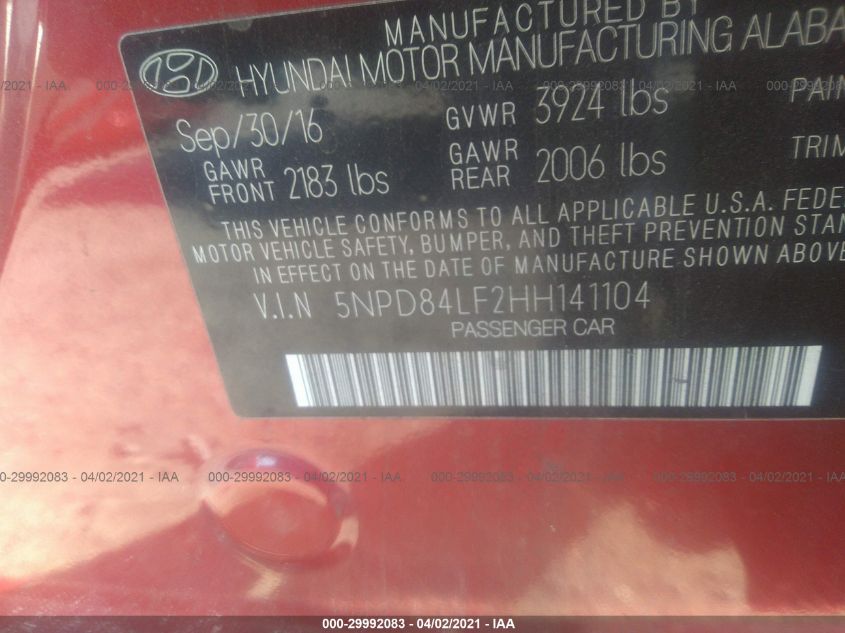 MANUFACTURED BY
HYUNDAI MOTOR MANUFACTURING ALABA
Sep/30/16 GVWR 3924 lbs PAIN
GAWR FRONT 2183 lbs GAWR REAR 2006 lbs TRIM
THIS VEHICLE CONFORMS TO ALL APPLICABLE U.S.A. FEDE
MOTOR VEHICLE SAFETY, BUMPER, AND THEFT PREVENTION STAN
IN EFFECT ON THE DATE OF MANUFACTURE SHOWN ABOVE
V.I.N 5NPD84LF2HH141104
PASSENGER CAR
000-29992083 - 04/02/2021 - IAA